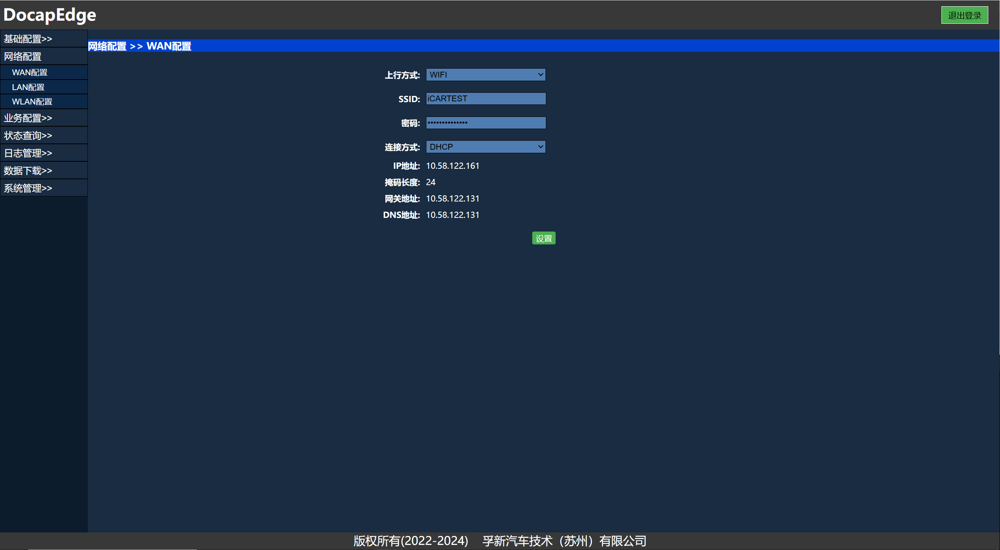 DocapEdge
退出登录
基础配置>>
网络配置
WAN配置
LAN配置
WLAN配置
业务配置>>
状态查询>>
日志管理>>
数据下载>>
系统管理>>
网络配置 >> WAN配置
上行方式: WIFI
SSID: iCARTEST
密码: ••••••••••••••
连接方式: DHCP
IP地址: 10.58.122.161
掩码长度: 24
网关地址: 10.58.122.131
DNS地址: 10.58.122.131
设置
版权所有(2022-2024) 孚新汽车技术（苏州）有限公司